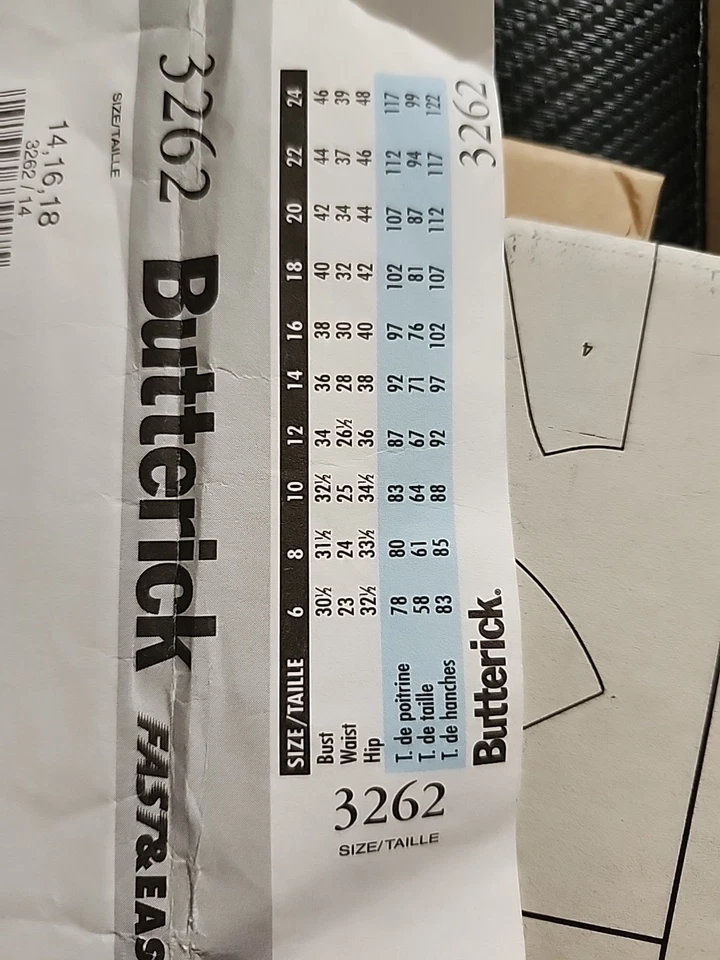 14,16,18
3262 / 14
SIZE/TAILLE
FAST & EAS
Butterick
3262
SIZE/TAILLE 6 8 10 12 14 16 18 20 22 24
Bust 30½ 31½ 32½ 34 36 38 40 42 44 46
Waist 23 24 25 26½ 28 30 32 34 37 39
Hip 32½ 33½ 34½ 36 38 40 42 44 46 48
T. de poitrine 78 80 83 87 92 97 102 107 112 117
T. de taille 58 61 64 67 71 76 81 87 94 99
T. de hanches 83 85 88 92 97 102 107 112 117 122
3262
SIZE/TAILLE
Butterick®
3262
4